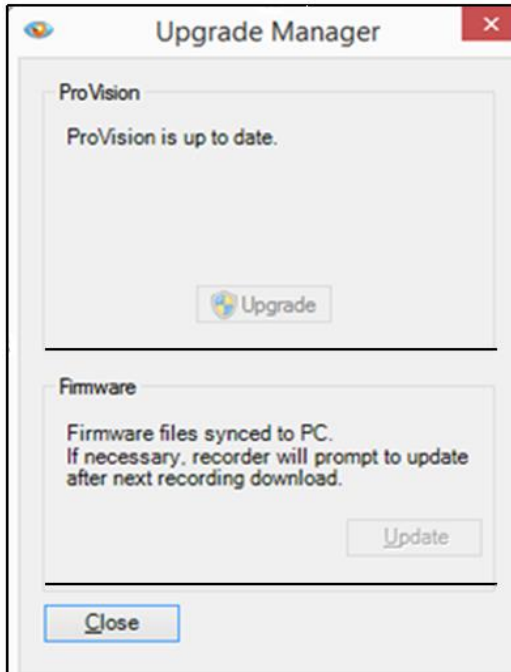 Upgrade Manager
ProVision
ProVision is up to date.
Upgrade
Firmware
Firmware files synced to PC.
If necessary, recorder will prompt to update
after next recording download.
Update
Close